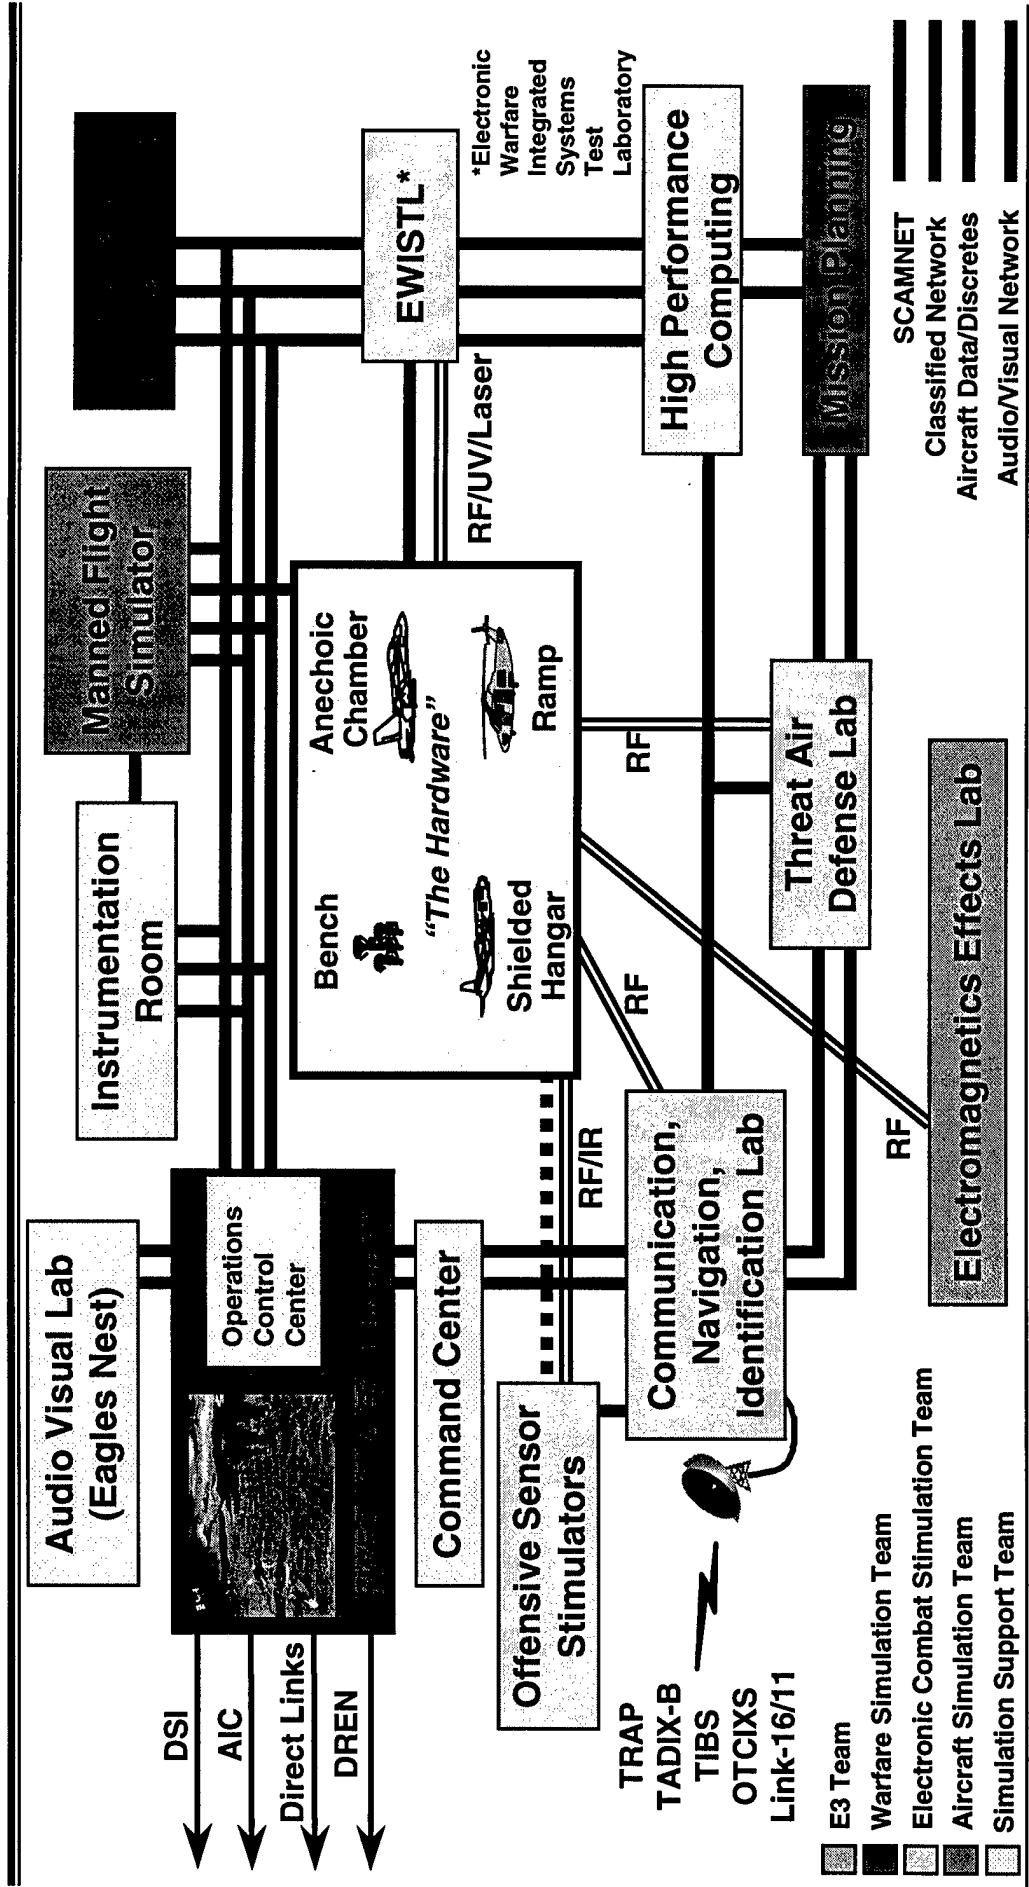 Audio Visual Lab
(Eagles Nest)
Instrumentation
Room
Manned Flight
Simulator
DSI
AIC
Direct Links
DREN
Operations
Control
Center
Command Center
Bench
Anechoic
Chamber
"The Hardware"
Shielded
Hangar
Ramp
EWISTL*
*Electronic
Warfare
Integrated
Systems
Test
Laboratory
RF/UV/Laser
Offensive Sensor
Stimulators
RF/IR
RF
RF
RF
High Performance
Computing
Communication,
Navigation,
Identification Lab
Threat Air
Defense Lab
Mission Planning
TRAP
TADIX-B
TIBS
OTCIXS
Link-16/11
Electromagnetics Effects Lab
E3 Team
Warfare Simulation Team
Electronic Combat Stimulation Team
Aircraft Simulation Team
Simulation Support Team
SCAMNET
Classified Network
Aircraft Data/Discretes
Audio/Visual Network